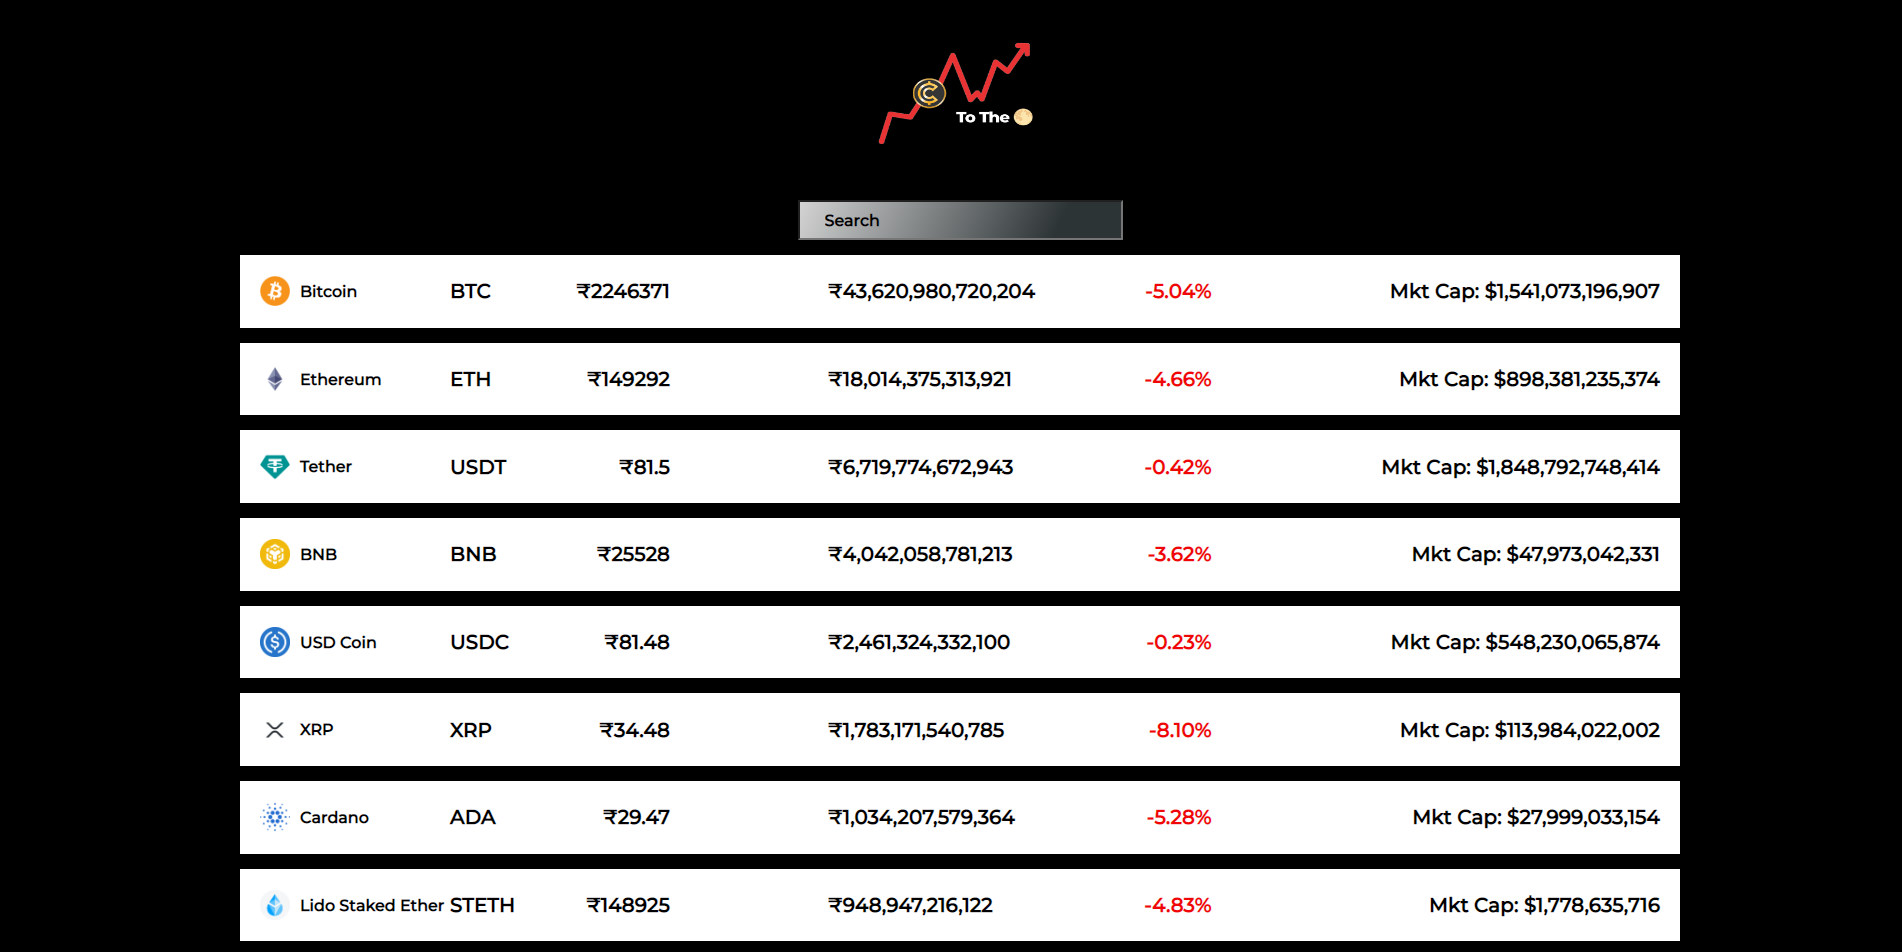 To The
Search
Bitcoin BTC ₹2246371 ₹43,620,980,720,204 -5.04% Mkt Cap: $1,541,073,196,907
Ethereum ETH ₹149292 ₹18,014,375,313,921 -4.66% Mkt Cap: $898,381,235,374
Tether USDT ₹81.5 ₹6,719,774,672,943 -0.42% Mkt Cap: $1,848,792,748,414
BNB BNB ₹25528 ₹4,042,058,781,213 -3.62% Mkt Cap: $47,973,042,331
USD Coin USDC ₹81.48 ₹2,461,324,332,100 -0.23% Mkt Cap: $548,230,065,874
XRP XRP ₹34.48 ₹1,783,171,540,785 -8.10% Mkt Cap: $113,984,022,002
Cardano ADA ₹29.47 ₹1,034,207,579,364 -5.28% Mkt Cap: $27,999,033,154
Lido Staked Ether STETH ₹148925 ₹948,947,216,122 -4.83% Mkt Cap: $1,778,635,716